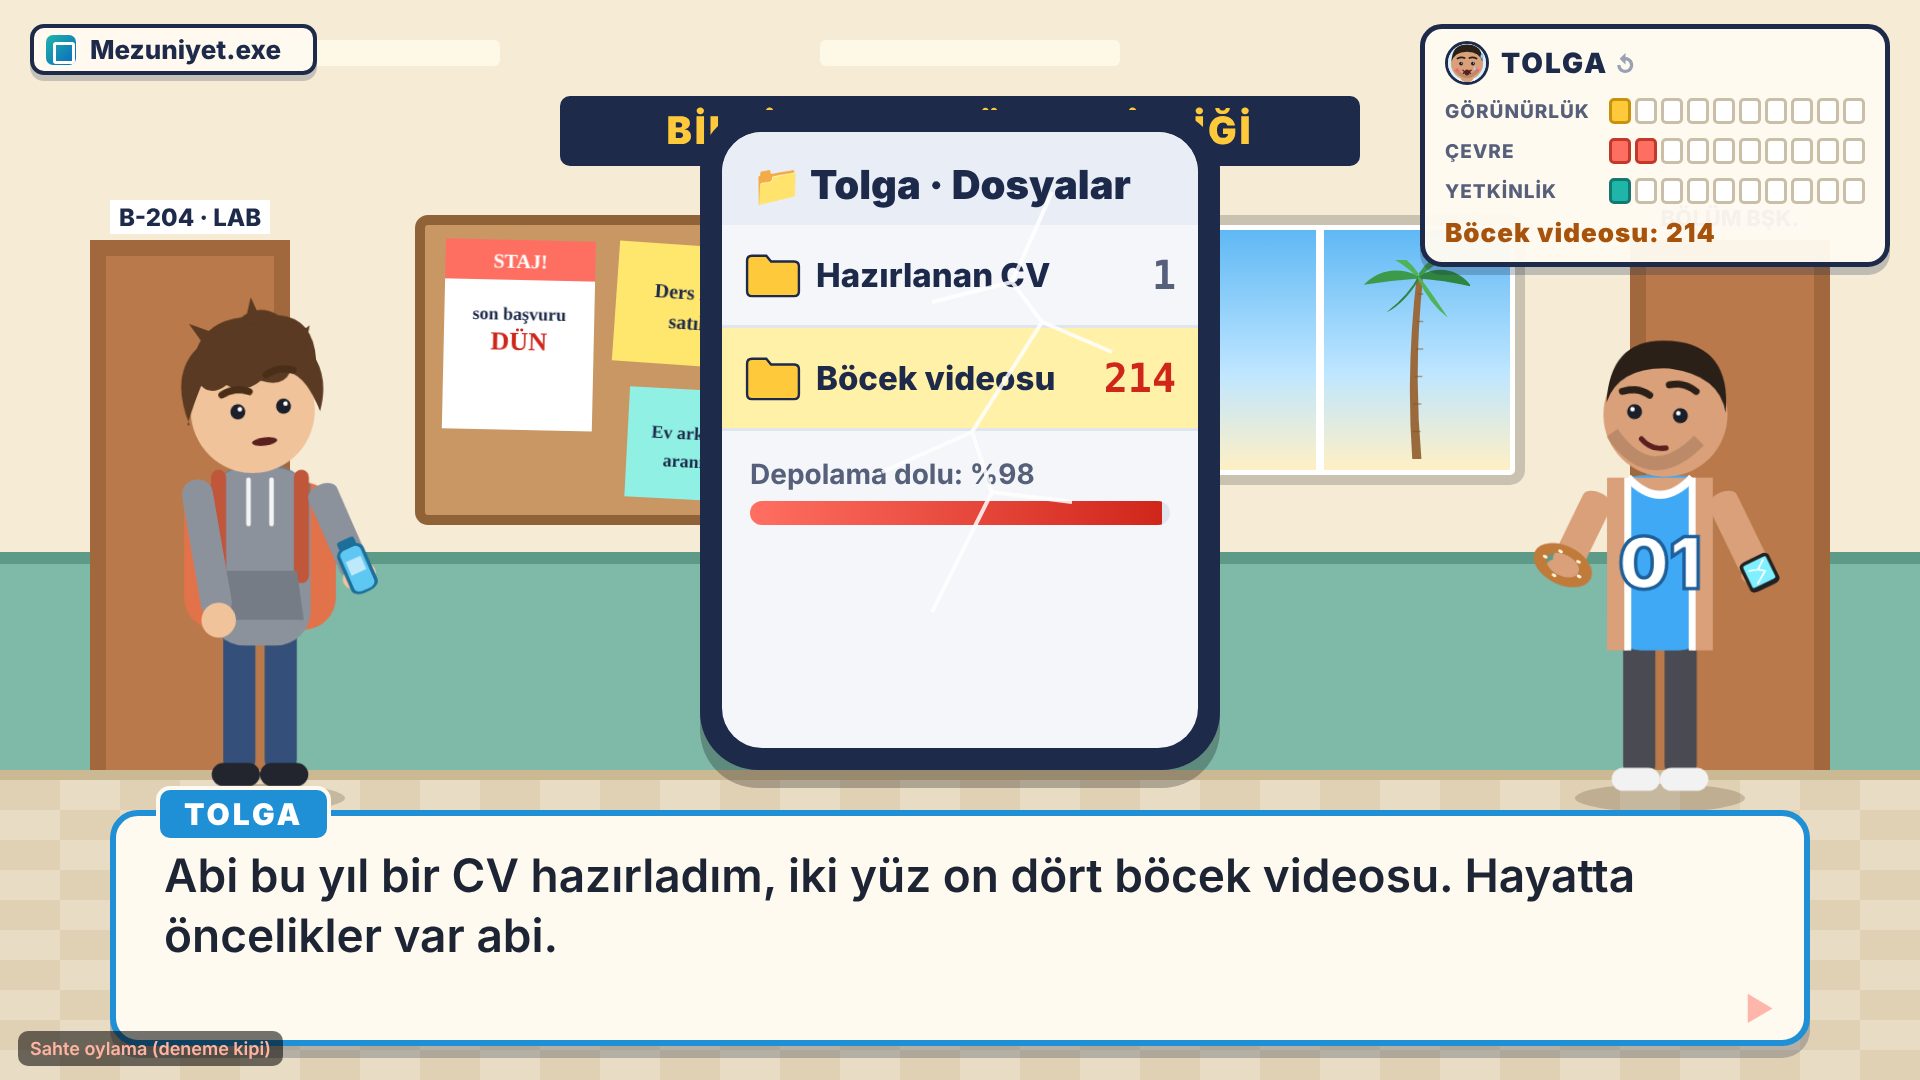 Mezuniyet.exe
TOLGA
GÖRÜNÜRLÜK
ÇEVRE
YETKİNLİK
Böcek videosu: 214
B-204 · LAB
STAJ!
son başvuru
DÜN
Ders
Ev
Tolga · Dosyalar
Hazırlanan CV 1
Böcek videosu 214
Depolama dolu: %98
01
TOLGA
Abi bu yıl bir CV hazırladım, iki yüz on dört böcek videosu. Hayatta
öncelikler var abi.
Sahte oylama (deneme kipi)